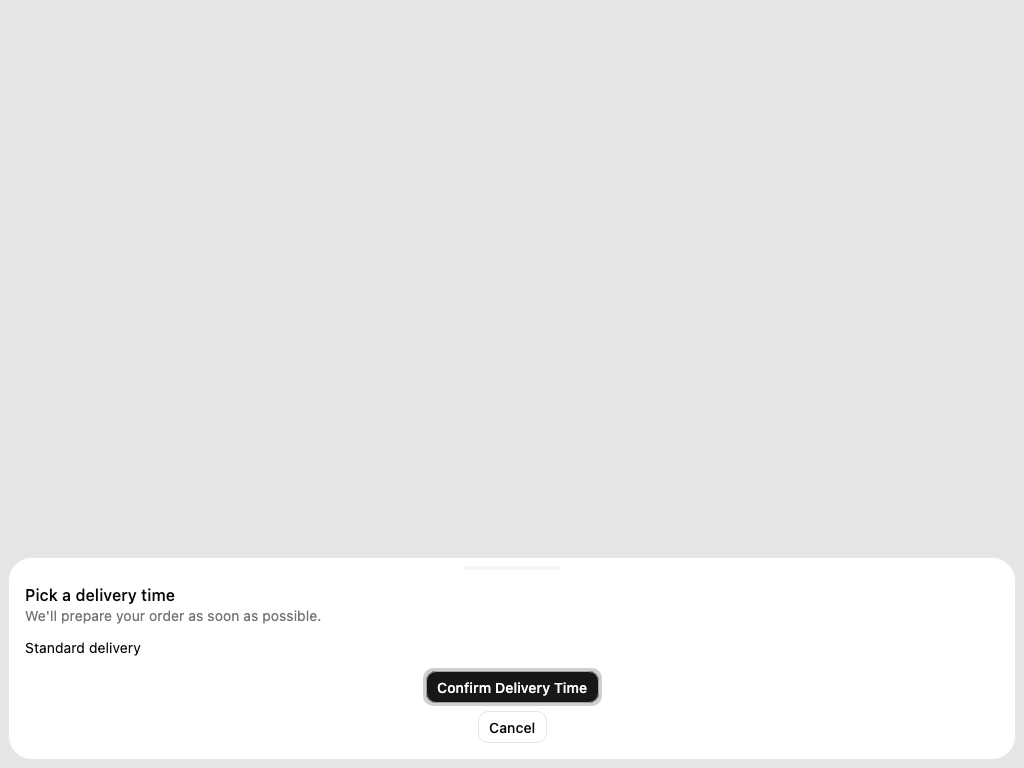 Pick a delivery time
We'll prepare your order as soon as possible.
Standard delivery
Confirm Delivery Time
Cancel